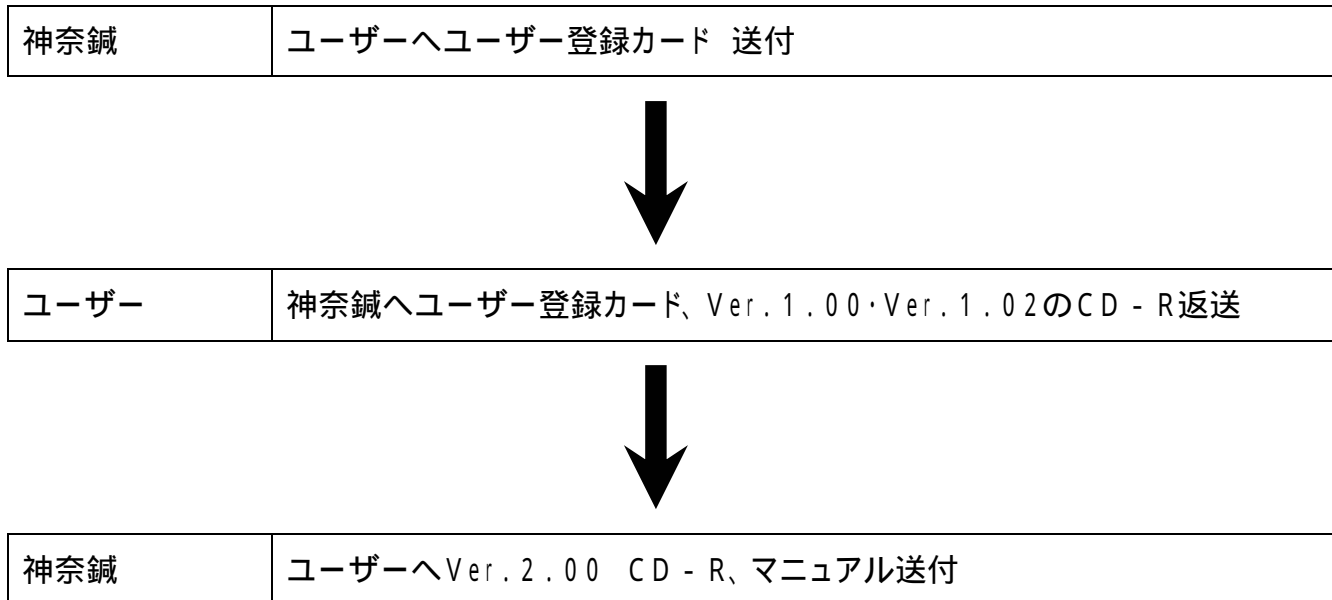 神奈鍼 ユーザーへユーザー登録カード 送付
ユーザー 神奈鍼へユーザー登録カード、Ver.1.00・Ver.1.02のCD-R返送
神奈鍼 ユーザーへVer.2.00 CD-R、マニュアル送付